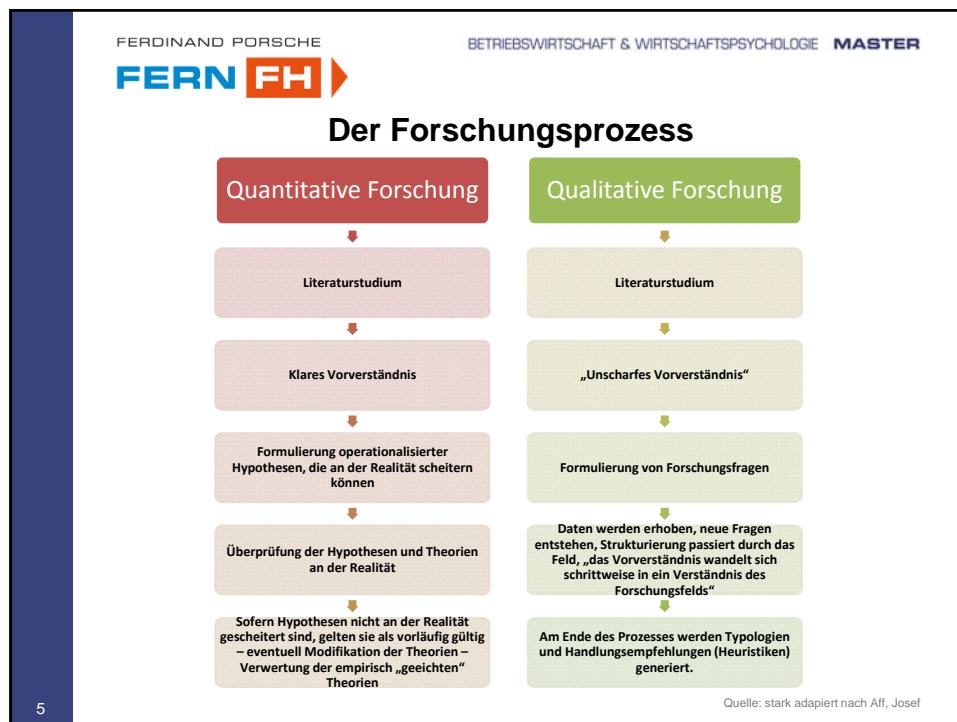 FERDINAND PORSCHE
FERN FH
BETRIEBSWIRTSCHAFT & WIRTSCHAFTSPSYCHOLOGIE MASTER
Der Forschungsprozess
Quantitative Forschung
Literaturstudium
Klares Vorverständnis
Formulierung operationalisierter
Hypothesen, die an der Realität scheitern
können
Überprüfung der Hypothesen und Theorien
an der Realität
Sofern Hypothesen nicht an der Realität
gescheitert sind, gelten sie als vorläufig gültig
– eventuell Modifikation der Theorien –
Verwertung der empirisch „geeichten“
Theorien
Qualitative Forschung
Literaturstudium
„Unscharfes Vorverständnis“
Formulierung von Forschungsfragen
Daten werden erhoben, neue Fragen
entstehen, Strukturierung passiert durch das
Feld, „das Vorverständnis wandelt sich
schrittweise in ein Verständnis des
Forschungsfelds“
Am Ende des Prozesses werden Typologien
und Handlungsempfehlungen (Heuristiken)
generiert.
5
Quelle: stark adapiert nach Aff, Josef